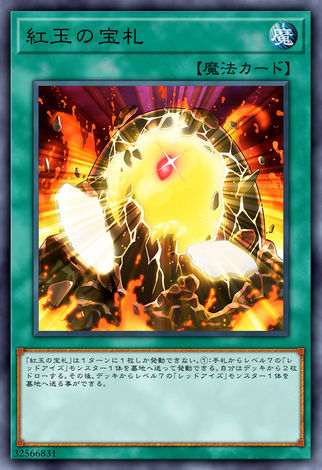 紅玉の宝札
魔
【魔法カード】
「紅玉の宝札」は1ターンに1枚しか発動できない。①：手札からレベル7の「レ
ッドアイズ」モンスター1体を墓地へ送って発動できる。自分はデッキから2枚
ドローする。その後、デッキからレベル7の「レッドアイズ」モンスター1体を
墓地へ送る事ができる。
32566831